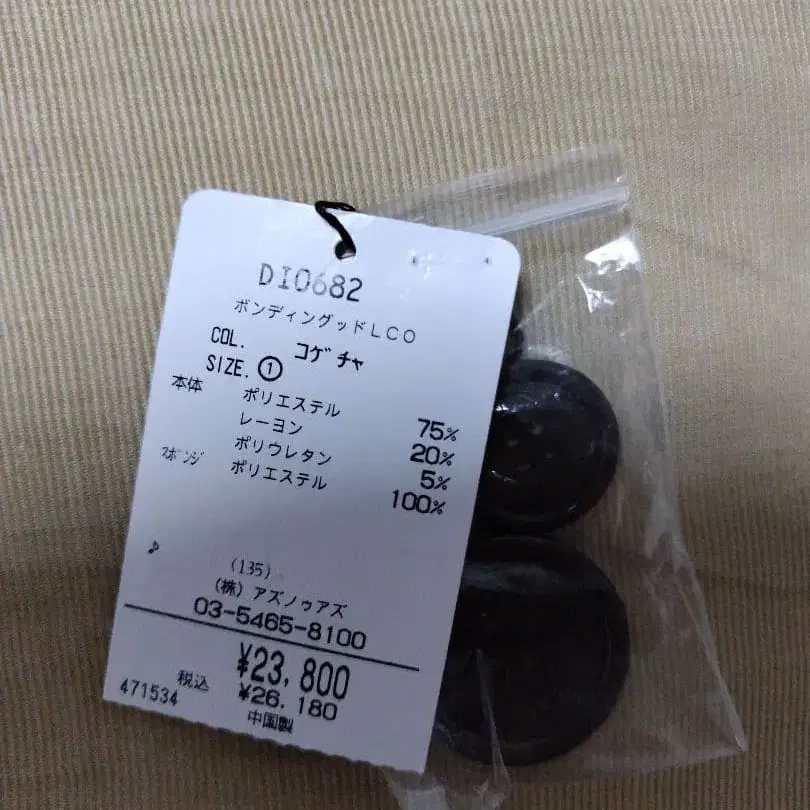 DI0682
ボンディングッドLCO
COL. コゲチャ
SIZE. ①
本体 ポリエステル 75%
レーヨン 20%
ポリウレタン 5%
スポンジ ポリエステル 100%
♪
(135)
(株) アズノゥアズ
03-5465-8100
¥23,800
税込 ¥26,180
471534 中国製